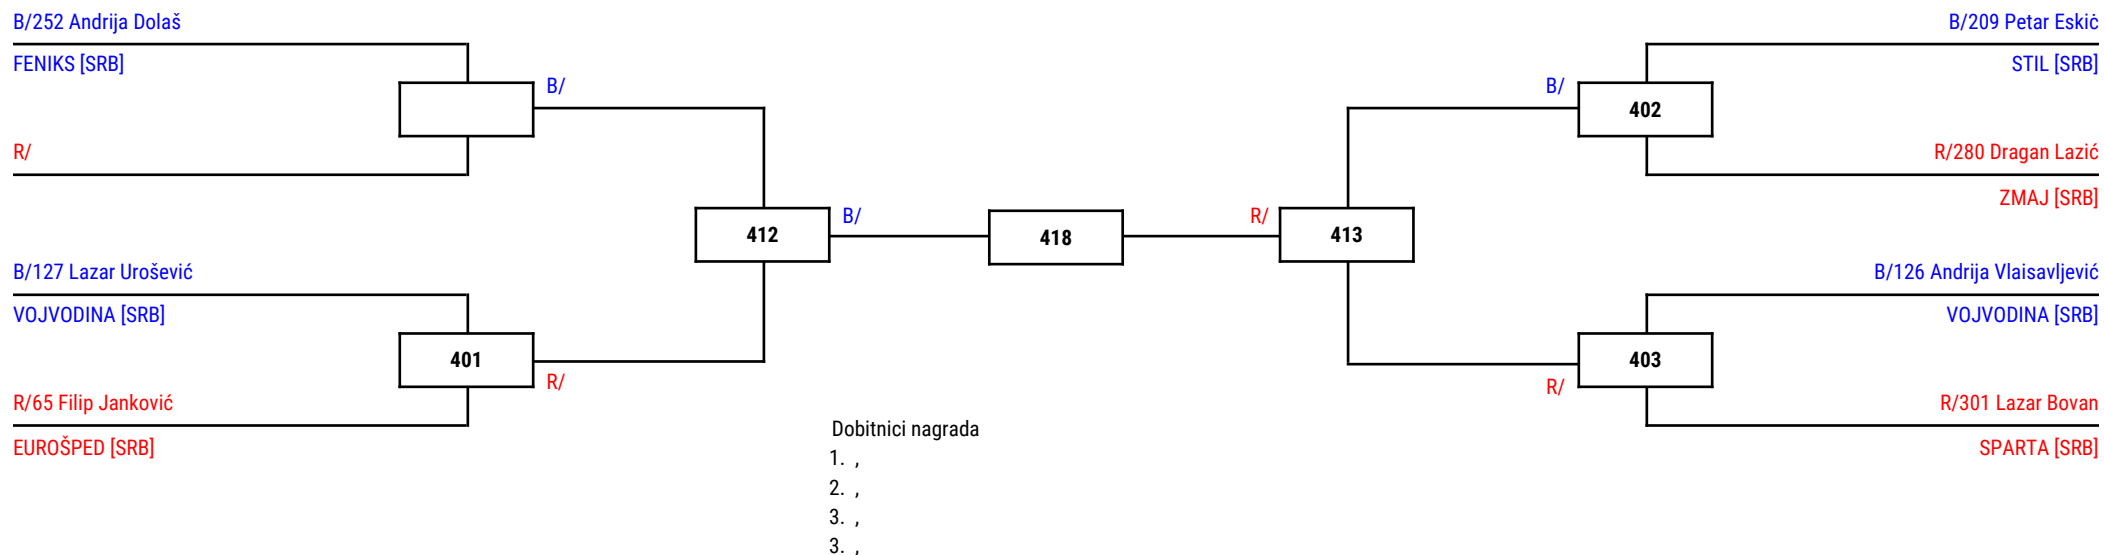 B/252 Andrija Dolaš
FENIKS [SRB]
B/
R/
412
B/
B/127 Lazar Urošević
VOJVODINA [SRB]
401
R/
R/65 Filip Janković
EUROŠPED [SRB]
418
B/209 Petar Eskić
STIL [SRB]
B/
402
R/280 Dragan Lazić
ZMAJ [SRB]
R/
413
B/126 Andrija Vlaisavljević
VOJVODINA [SRB]
403
R/
R/301 Lazar Bovan
SPARTA [SRB]
Dobitnici nagrada
1. ,
2. ,
3. ,
3. ,